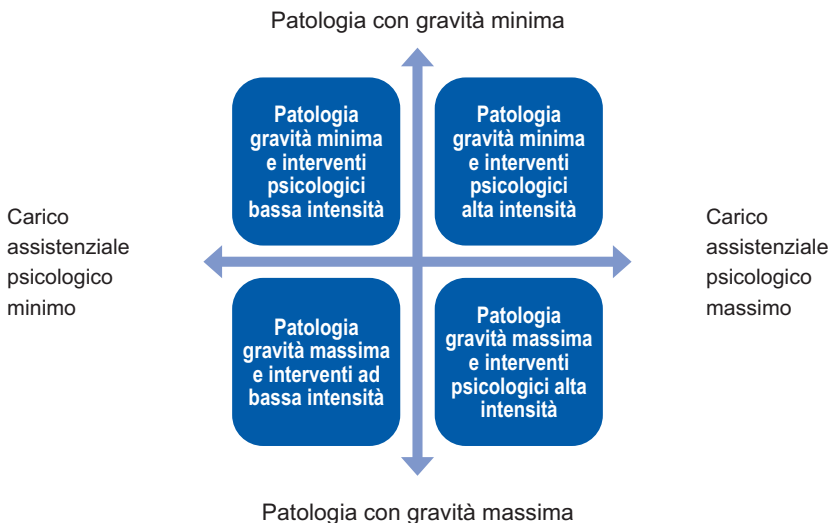 Patologia con gravità minima
Patologia
gravità minima
e interventi
psicologici
bassa intensità
Patologia
gravità minima
e interventi
psicologici
alta intensità
Carico
assistenziale
psicologico
minimo
Carico
assistenziale
psicologico
massimo
Patologia
gravità massima
e interventi ad
bassa intensità
Patologia
gravità massima
e interventi
psicologici alta
intensità
Patologia con gravità massima